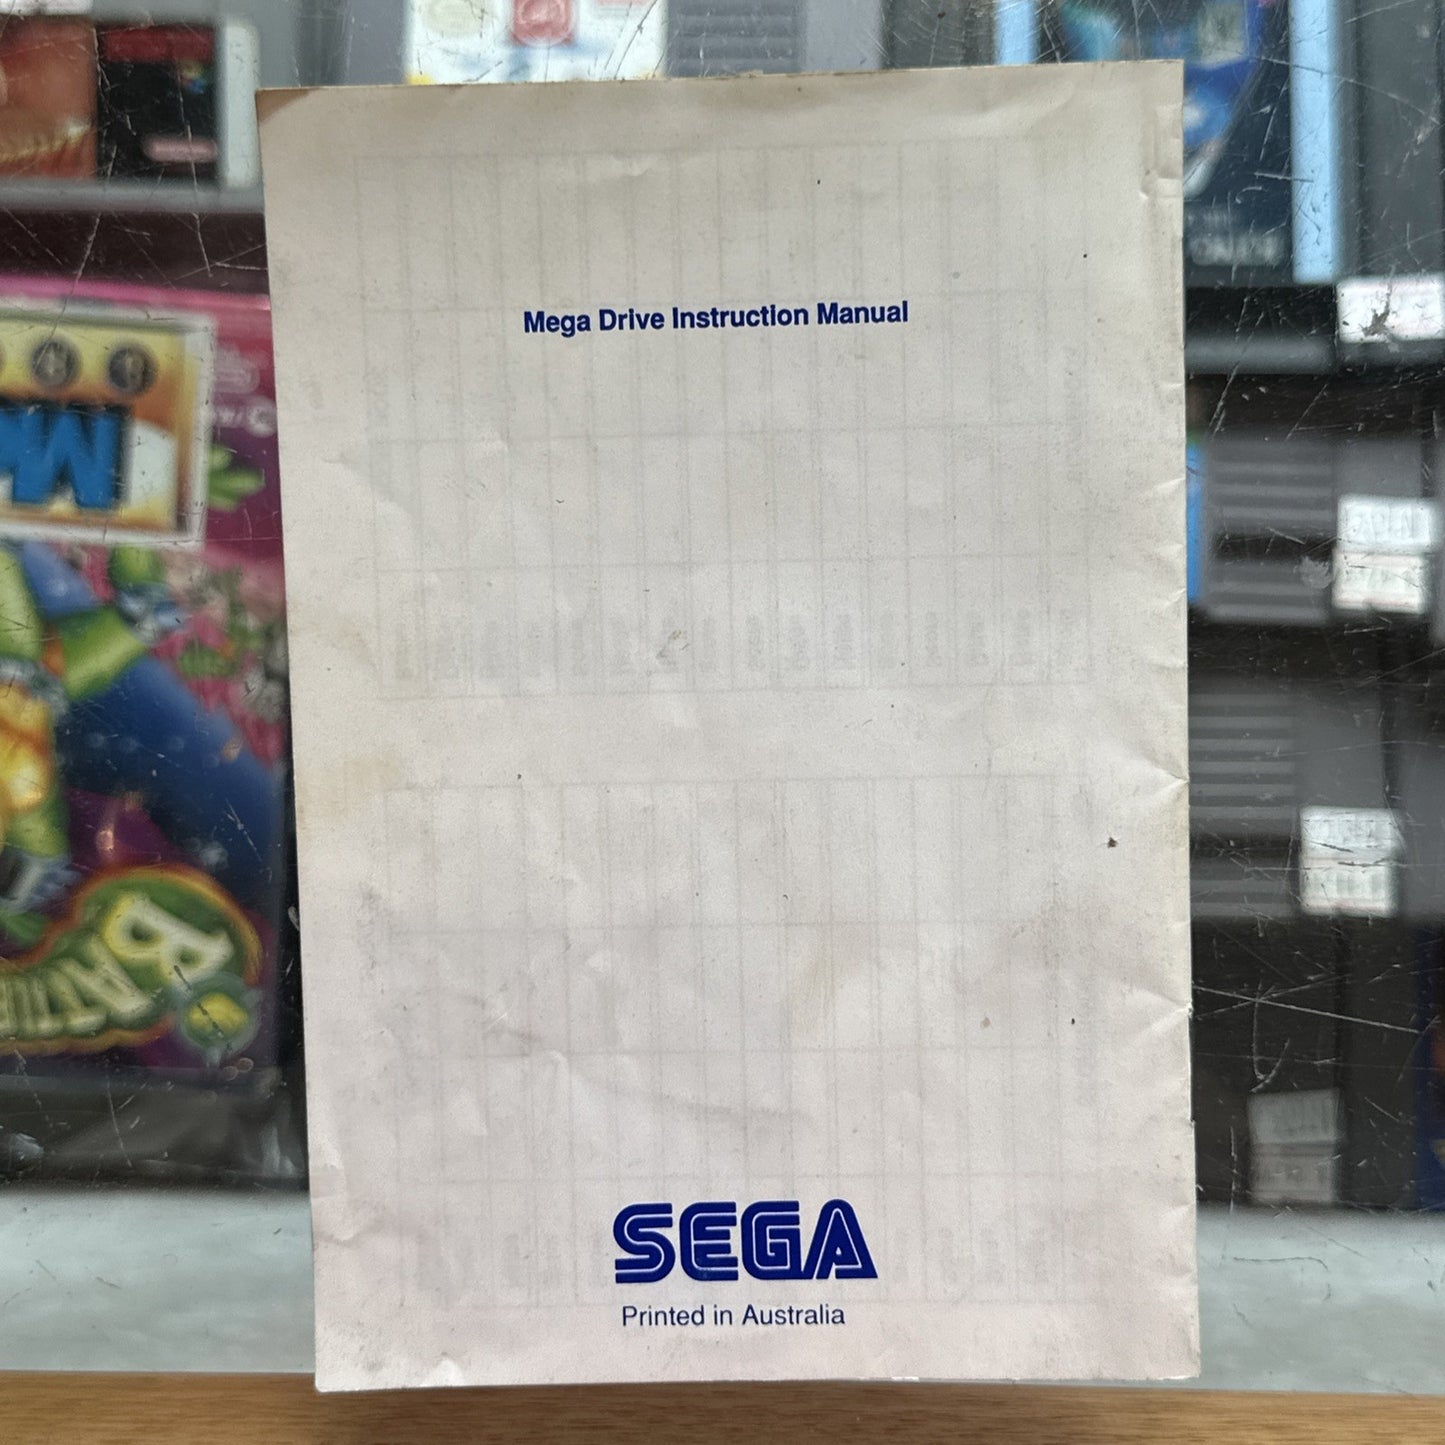 Mega Drive Instruction Manual
SEGA
Printed in Australia